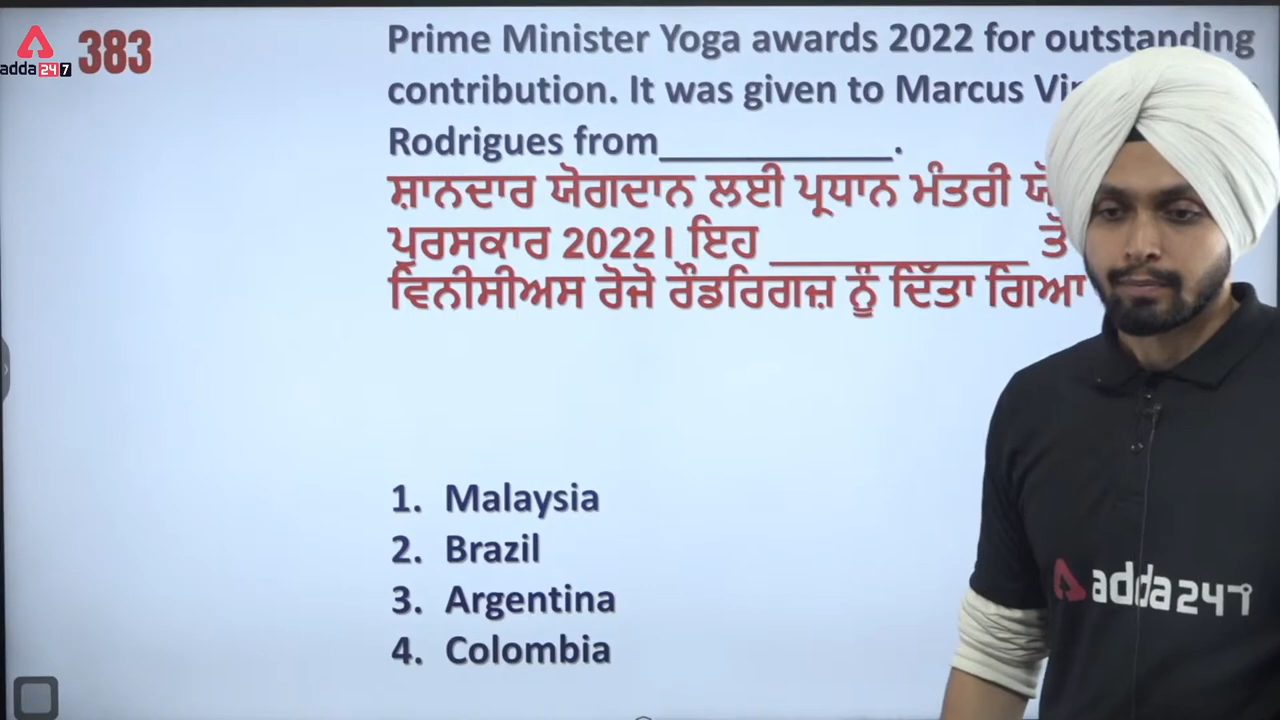 adda247
383
Prime Minister Yoga awards 2022 for outstanding
contribution. It was given to Marcus
Rodrigues from__________.
ਸ਼ਾਨਦਾਰ ਯੋਗਦਾਨ ਲਈ ਪ੍ਰਧਾਨ ਮੰਤਰੀ
ਪੁਰਸਕਾਰ 2022। ਇਹ ___________ ਤੋਂ
ਵਿਨੀਸੀਅਸ ਰੋਜੋ ਰੌਡਰਿਗਜ਼ ਨੂੰ ਦਿੱਤਾ ਗਿਆ
1. Malaysia
2. Brazil
3. Argentina
4. Colombia
adda247